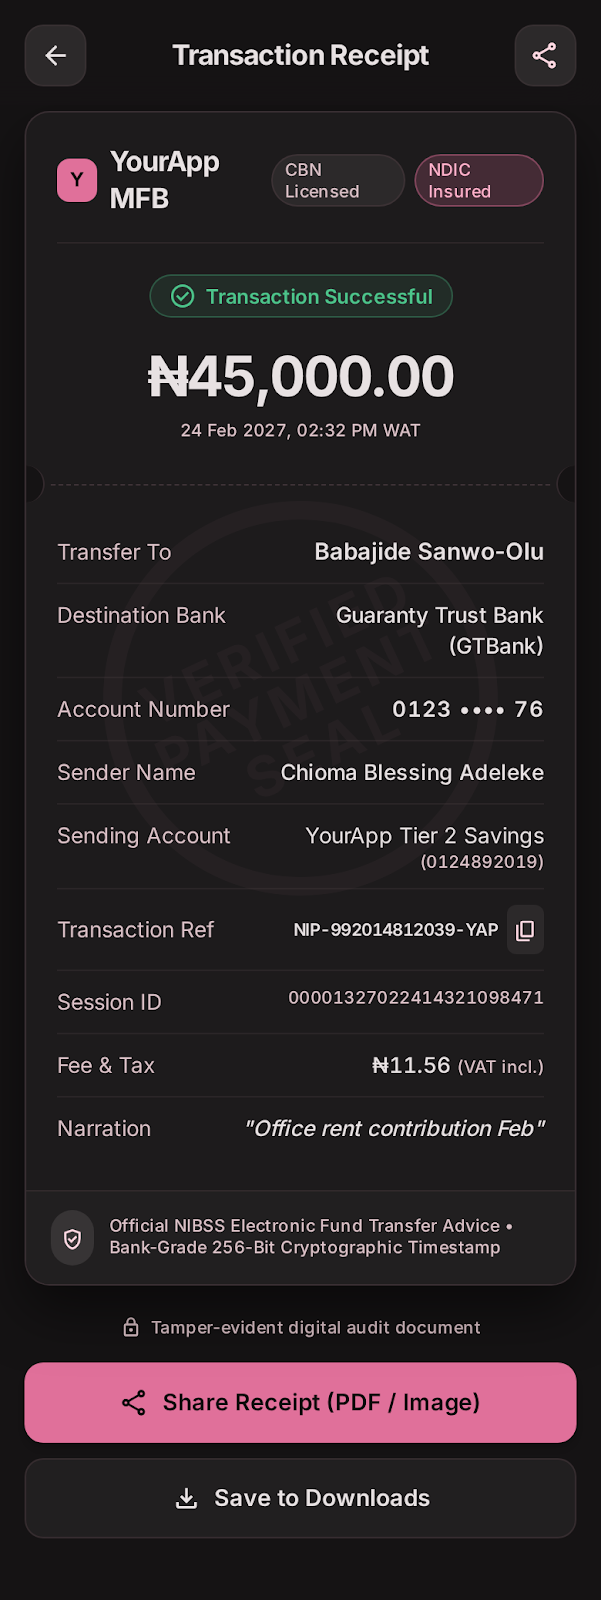 Transaction Receipt
Y
YourApp
MFB
CBN
Licensed
NDIC
Insured
Transaction Successful
₦45,000.00
24 Feb 2027, 02:32 PM WAT
Transfer To
Babajide Sanwo-Olu
Destination Bank
Guaranty Trust Bank
(GTBank)
Account Number
0123 •••• 76
Sender Name
Chioma Blessing Adeleke
Sending Account
YourApp Tier 2 Savings
(0124892019)
VERIFIED
PAYMENT
SEAL
Transaction Ref
NIP-992014812039-YAP
Session ID
000013270224143210984​71
Fee & Tax
₦11.56 (VAT incl.)
Narration
"Office rent contribution Feb"
Official NIBSS Electronic Fund Transfer Advice •
Bank-Grade 256-Bit Cryptographic Timestamp
Tamper-evident digital audit document
Share Receipt (PDF / Image)
Save to Downloads